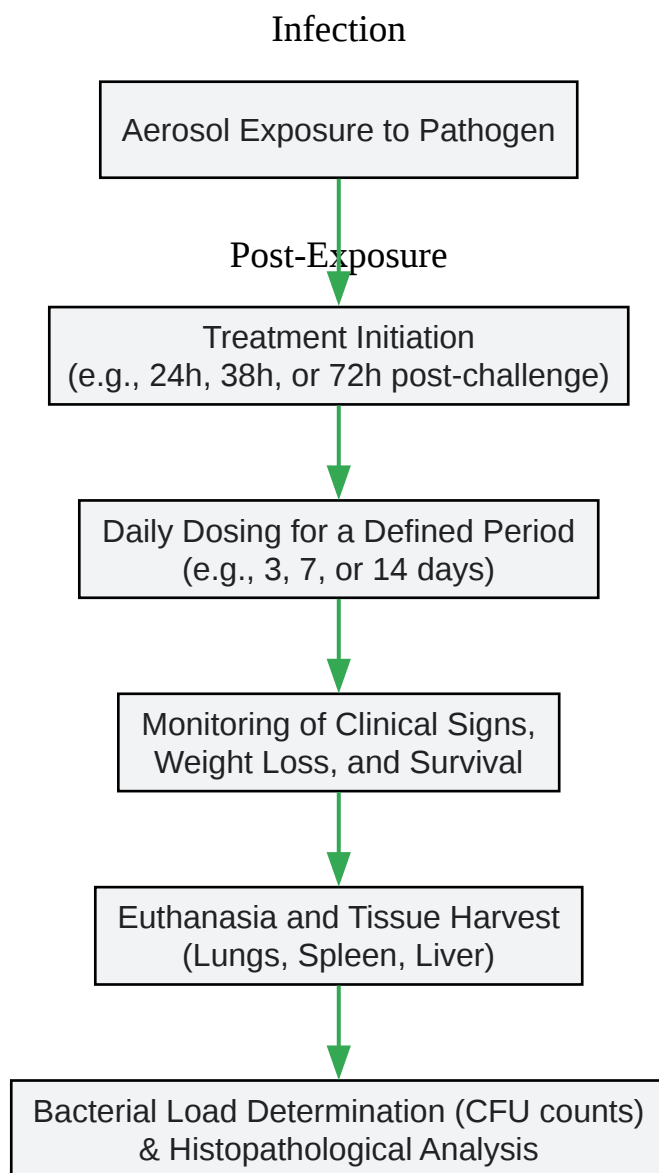 Infection
Aerosol Exposure to Pathogen
Post-Exposure
Treatment Initiation
(e.g., 24h, 38h, or 72h post-challenge)
Daily Dosing for a Defined Period
(e.g., 3, 7, or 14 days)
Monitoring of Clinical Signs,
Weight Loss, and Survival
Euthanasia and Tissue Harvest
(Lungs, Spleen, Liver)
Bacterial Load Determination (CFU counts)
& Histopathological Analysis